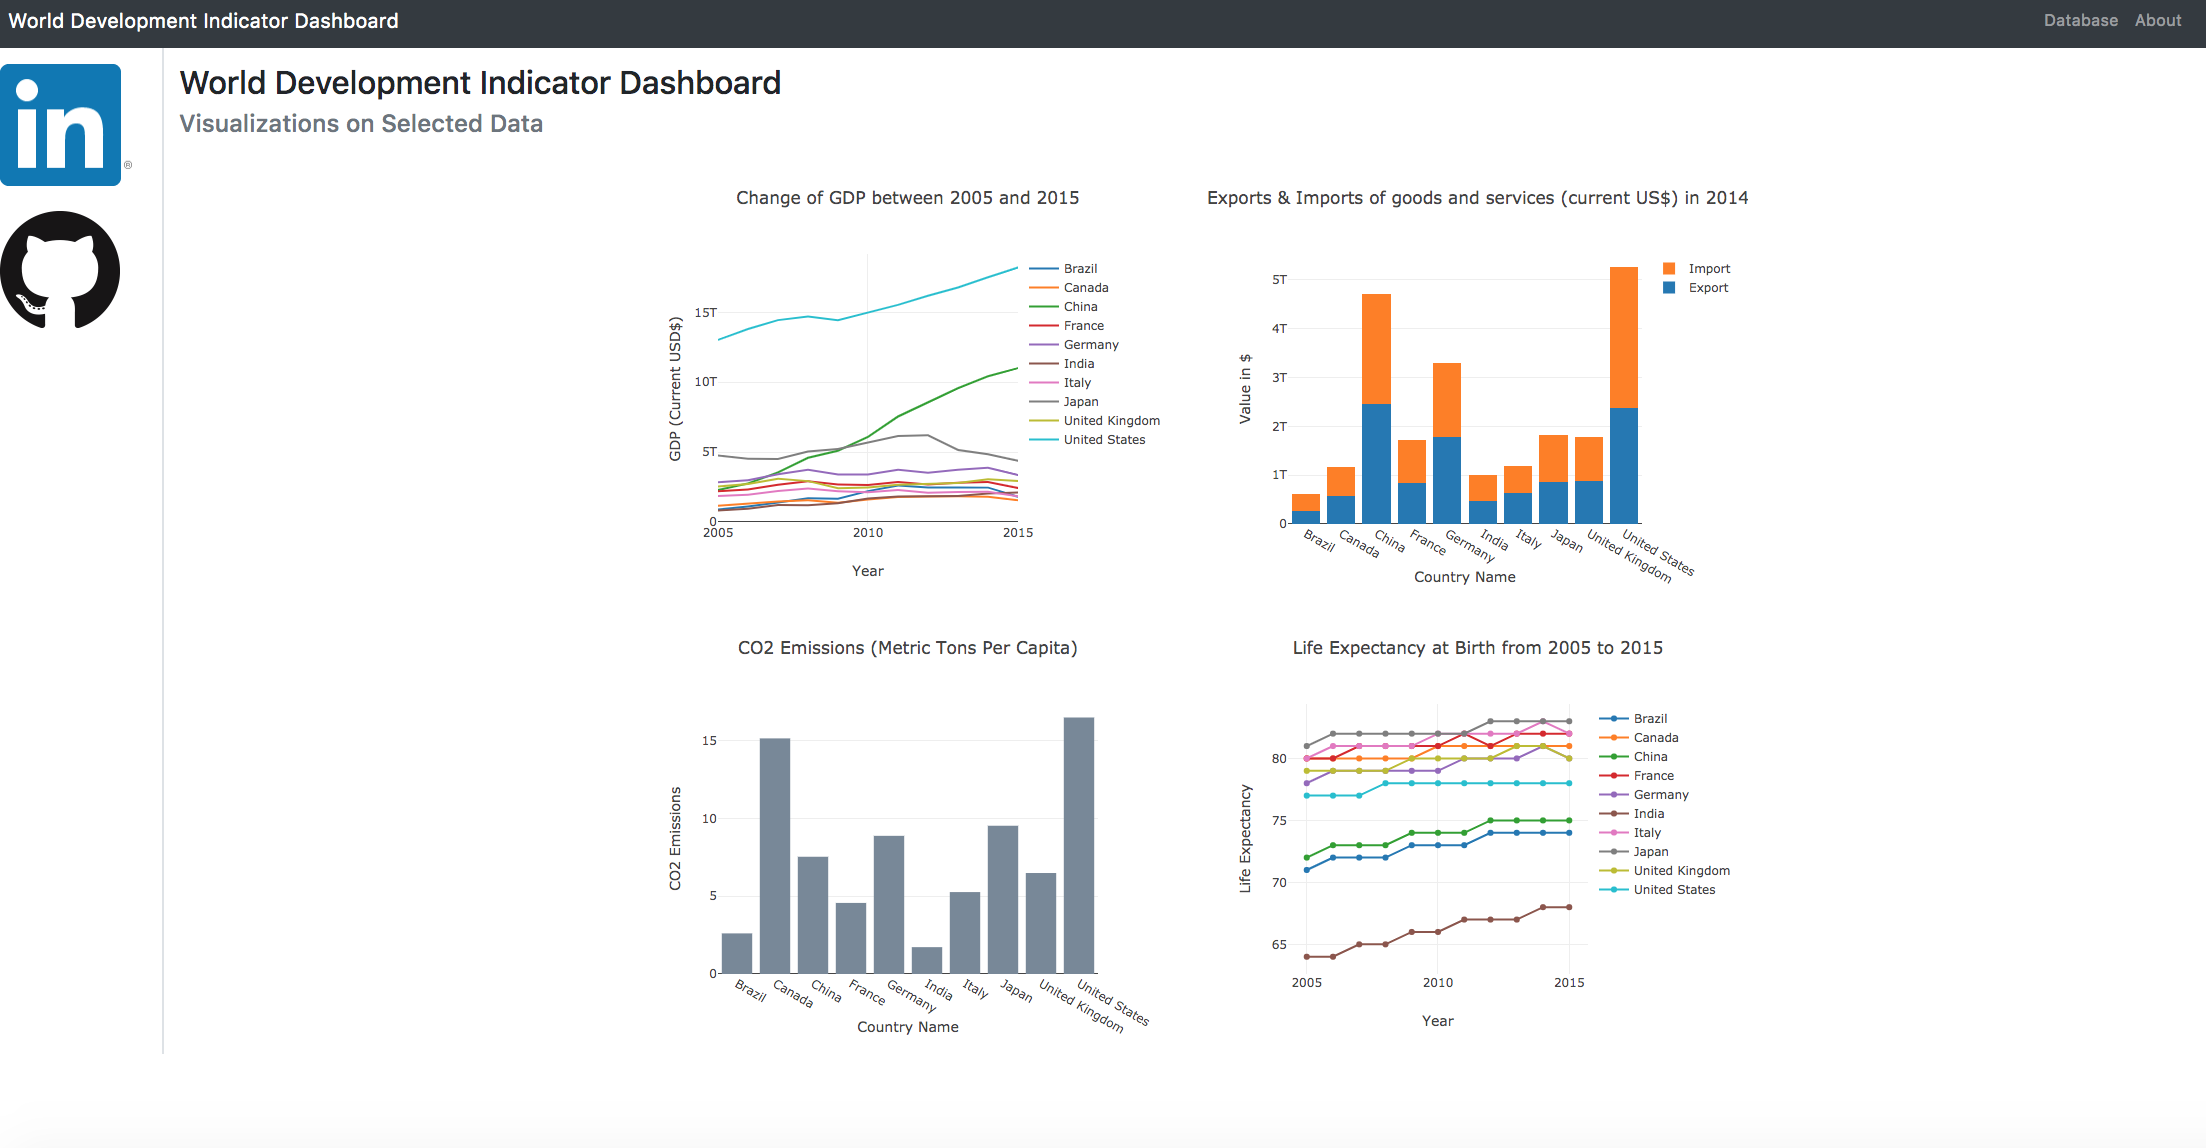 World Development Indicator Dashboard
Database About
in
®
World Development Indicator Dashboard
Visualizations on Selected Data
Change of GDP between 2005 and 2015
GDP (Current USD$)
15T
10T
5T
0
2005 2010 2015
Year
Brazil
Canada
China
France
Germany
India
Italy
Japan
United Kingdom
United States
Exports & Imports of goods and services (current US$) in 2014
Value in $
5T
4T
3T
2T
1T
0
Brazil Canada China France Germany India Italy Japan United Kingdom United States
Country Name
Import
Export
CO2 Emissions (Metric Tons Per Capita)
CO2 Emissions
15
10
5
0
Brazil Canada China France Germany India Italy Japan United Kingdom United States
Country Name
Life Expectancy at Birth from 2005 to 2015
Life Expectancy
80
75
70
65
2005 2010 2015
Year
Brazil
Canada
China
France
Germany
India
Italy
Japan
United Kingdom
United States